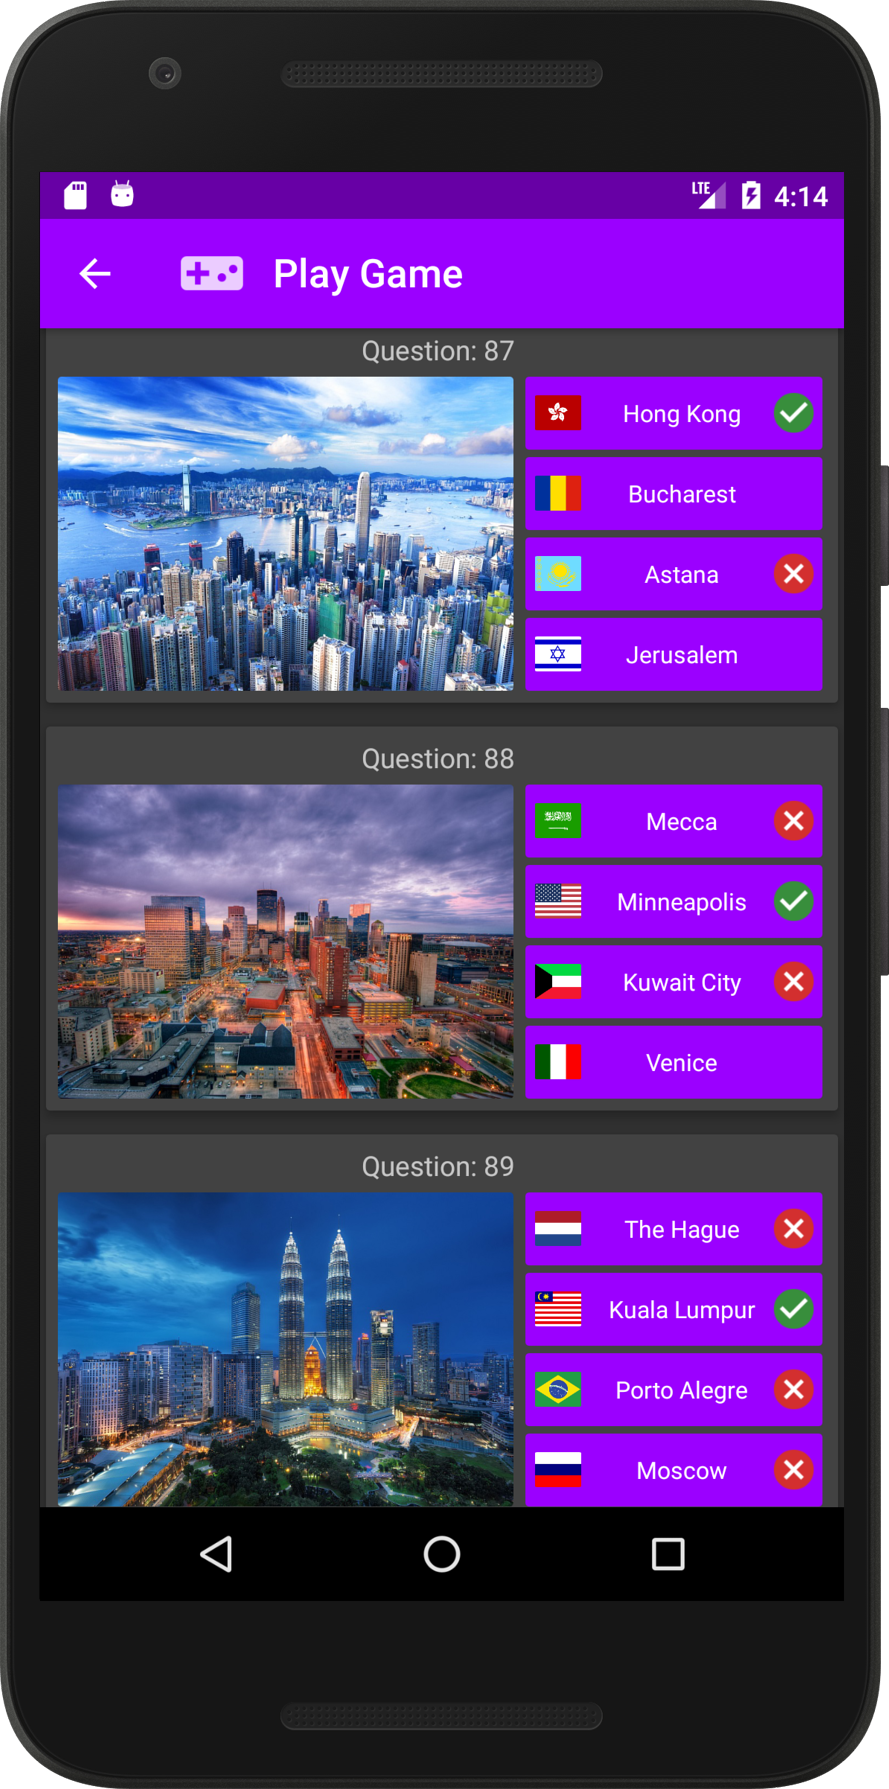 LTE 4:14
Play Game
Question: 87
Hong Kong
Bucharest
Astana
Jerusalem
Question: 88
Mecca
Minneapolis
Kuwait City
Venice
Question: 89
The Hague
Kuala Lumpur
Porto Alegre
Moscow